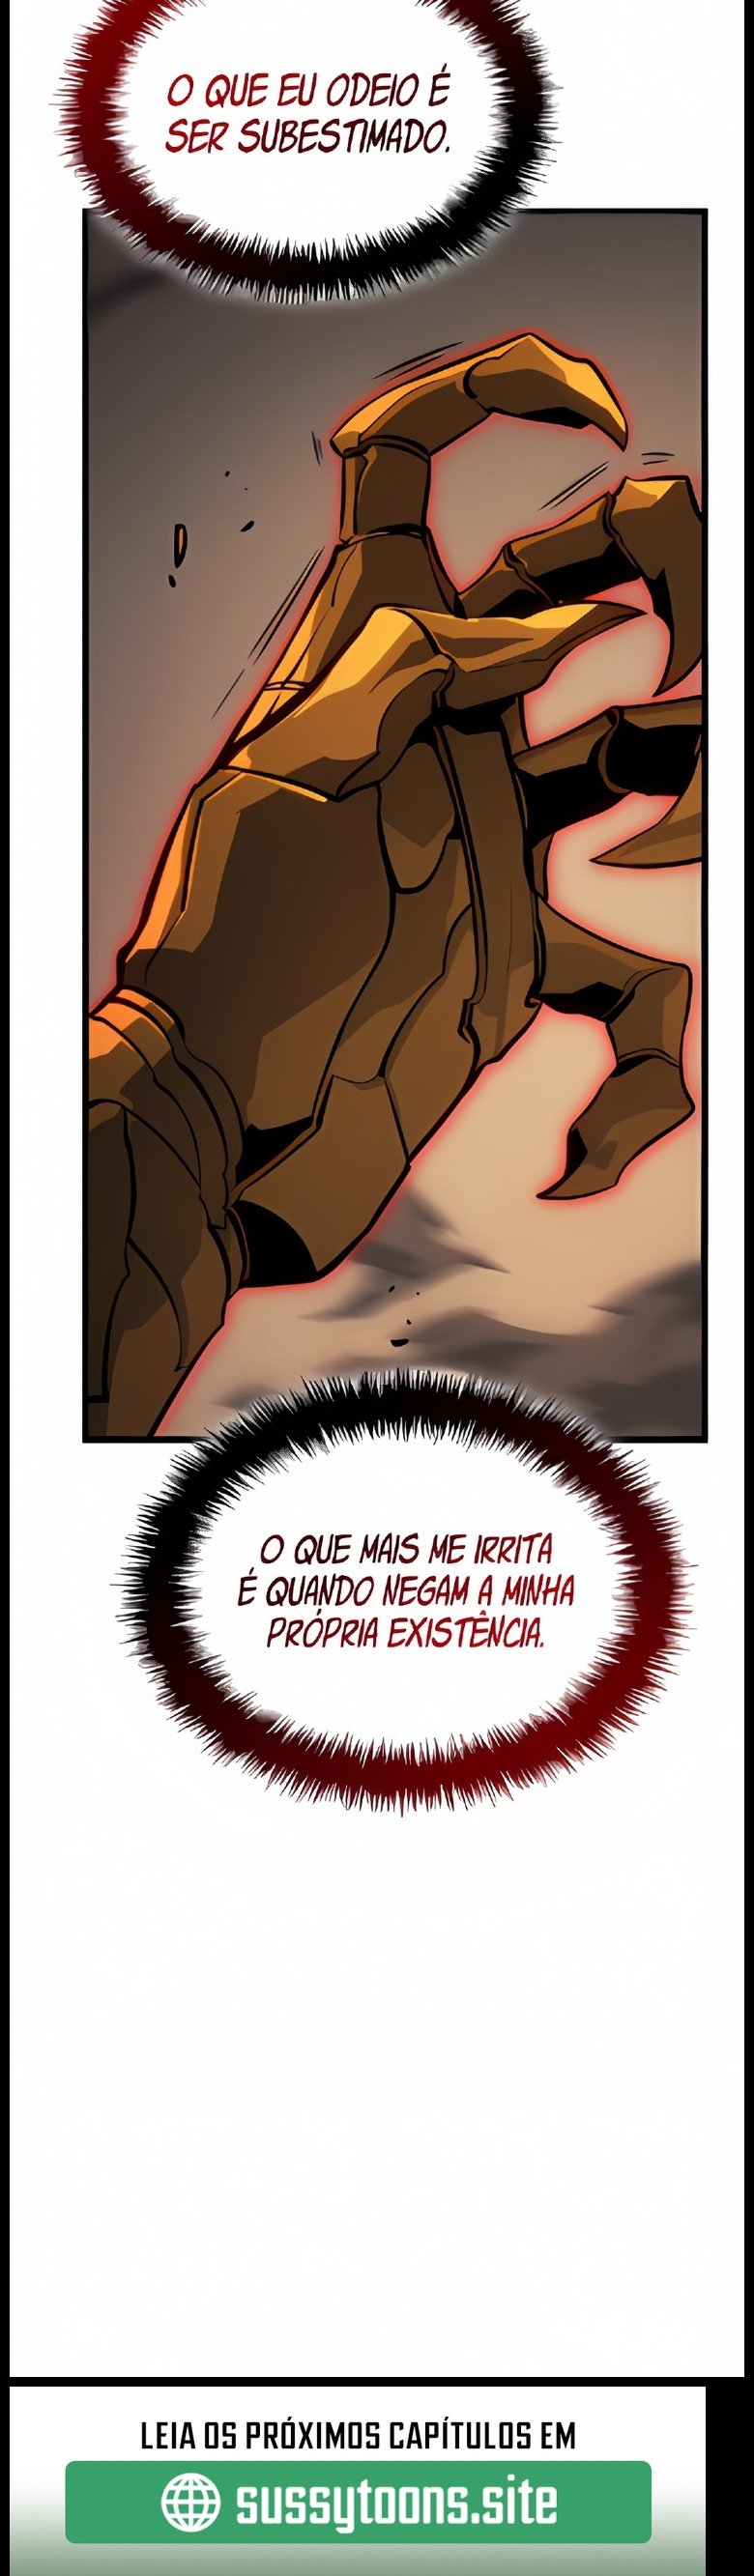 O QUE EU ODEIO É
SER SUBESTIMADO.
O QUE MAIS ME IRRITA
É QUANDO NEGAM A MINHA
PRÓPRIA EXISTÊNCIA.
LEIA OS PRÓXIMOS CAPÍTULOS EM
sussytoons.site